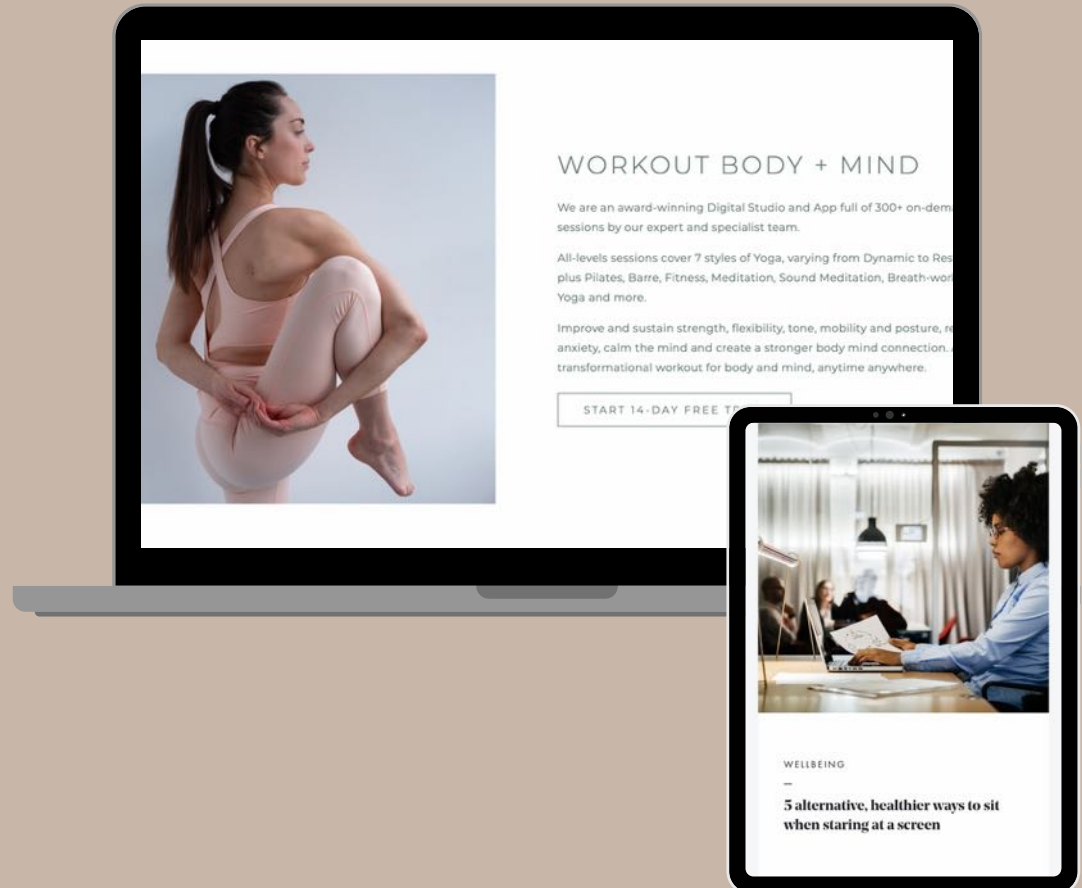 WORKOUT BODY + MIND
We are an award-winning Digital Studio and App full of 300+ on-dem
sessions by our expert and specialist team.
All-levels sessions cover 7 styles of Yoga, varying from Dynamic to Res
plus Pilates, Barre, Fitness, Meditation, Sound Meditation, Breath-wor
Yoga and more.
Improve and sustain strength, flexibility, tone, mobility and posture, re
anxiety, calm the mind and create a stronger body mind connection.
transformational workout for body and mind, anytime anywhere.
START 14-DAY FREE
WELLBEING
5 alternative, healthier ways to sit
when staring at a screen